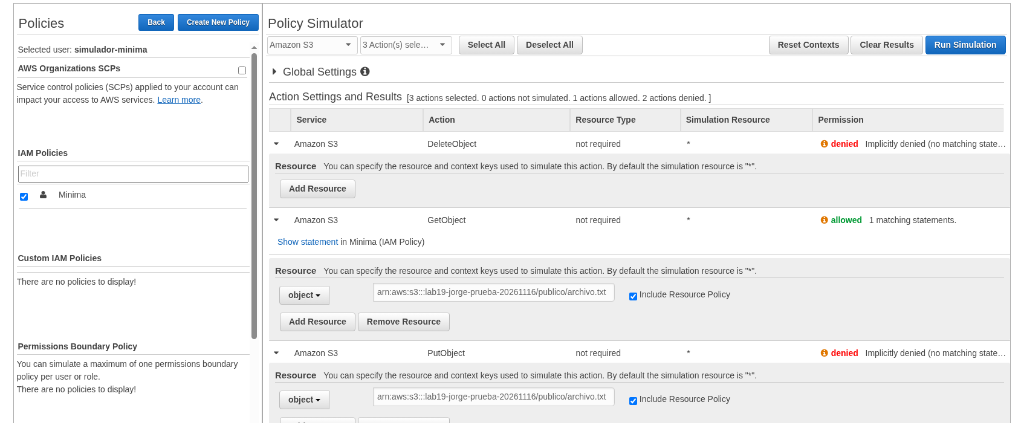 Policies
Back
Create New Policy
Selected user: simulador-minima
AWS Organizations SCPs
Service control policies (SCPs) applied to your account can
impact your access to AWS services. Learn more.
IAM Policies
Filter
Minima
Custom IAM Policies
There are no policies to display!
Permissions Boundary Policy
You can simulate a maximum of one permissions boundary
policy per user or role.
There are no policies to display!
Policy Simulator
Amazon S3
3 Action(s) sele...
Select All
Deselect All
Reset Contexts
Clear Results
Run Simulation
Global Settings
Action Settings and Results [3 actions selected. 0 actions not simulated. 1 actions allowed. 2 actions denied. ]
Service Action Resource Type Simulation Resource Permission
Amazon S3 DeleteObject not required * denied Implicitly denied (no matching state...
Resource You can specify the resource and context keys used to simulate this action. By default the simulation resource is "*".
Add Resource
Amazon S3 GetObject not required * allowed 1 matching statements.
Show statement in Minima (IAM Policy)
Resource You can specify the resource and context keys used to simulate this action. By default the simulation resource is "*".
object arn:aws:s3:::lab19-jorge-prueba-20261116/publico/archivo.txt Include Resource Policy
Add Resource Remove Resource
Amazon S3 PutObject not required * denied Implicitly denied (no matching state...
Resource You can specify the resource and context keys used to simulate this action. By default the simulation resource is "*".
object arn:aws:s3:::lab19-jorge-prueba-20261116/publico/archivo.txt Include Resource Policy